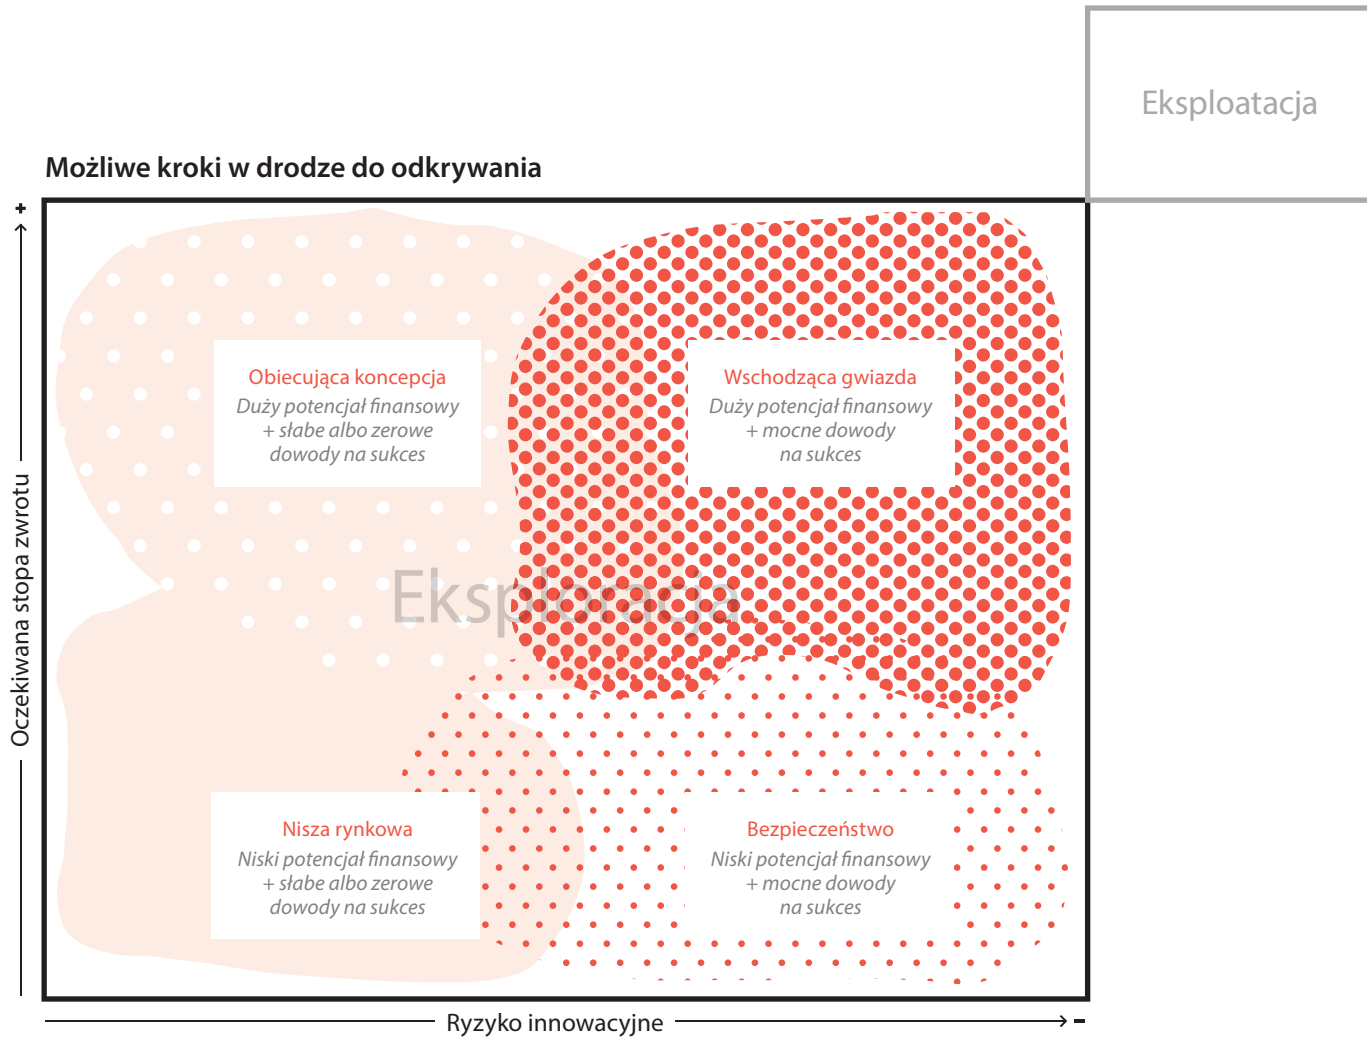 Eksploatacja
Możliwe kroki w drodze do odkrywania
+
Oczekiwana stopa zwrotu
Obiecująca koncepcja
Duży potencjał finansowy
+ słabe albo zerowe
dowody na sukces
Wschodząca gwiazda
Duży potencjał finansowy
+ mocne dowody
na sukces
Eksploracja
Nisza rynkowa
Niski potencjał finansowy
+ słabe albo zerowe
dowody na sukces
Bezpieczeństwo
Niski potencjał finansowy
+ mocne dowody
na sukces
Ryzyko innowacyjne
-